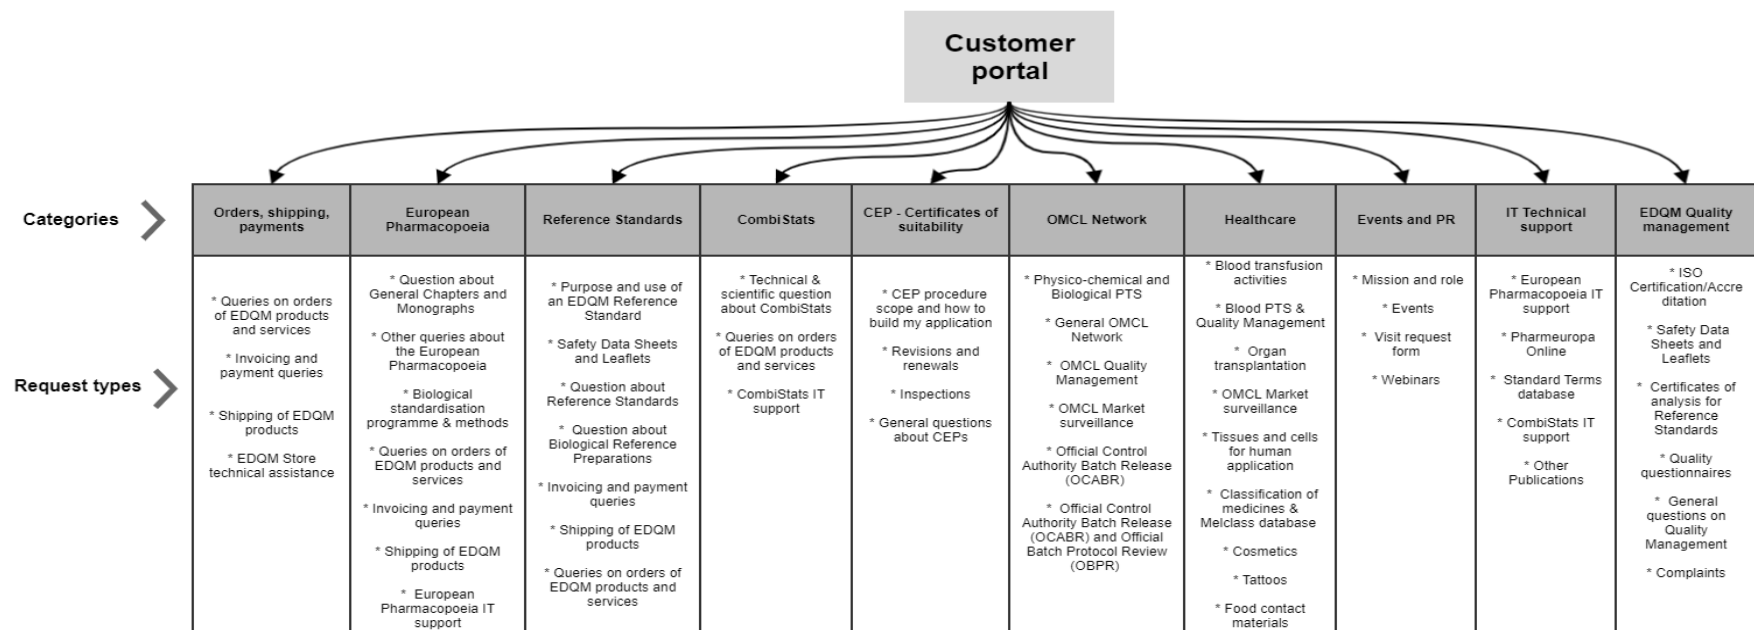 Customer
portal
Categories
Orders, shipping,
payments
European
Pharmacopoeia
Reference Standards
CombiStats
CEP - Certificates of
suitability
OMCL Network
Healthcare
Events and PR
IT Technical
support
EDQM Quality
management
Request types
* Queries on orders
of EDQM products
and services
* Invoicing and
payment queries
* Shipping of EDQM
products
* EDQM Store
technical assistance
* Question about
General Chapters and
Monographs
* Other queries about
the European
Pharmacopoeia
* Biological
standardisation
programme & methods
* Queries on orders of
EDQM products and
services
* Invoicing and payment
queries
* Shipping of EDQM
products
* European
Pharmacopoeia IT
support
* Purpose and use of
an EDQM Reference
Standard
* Safety Data Sheets
and Leaflets
* Question about
Reference Standards
* Question about
Biological Reference
Preparations
* Invoicing and payment
queries
* Shipping of EDQM
products
* Queries on orders of
EDQM products and
services
* Technical &
scientific question
about CombiStats
* Queries on orders
of EDQM products
and services
* CombiStats IT
support
* CEP procedure
scope and how to
build my application
* Revisions and
renewals
* Inspections
* General questions
about CEPs
* Physico-chemical and
Biological PTS
* General OMCL
Network
* OMCL Quality
Management
* OMCL Market
surveillance
* Official Control
Authority Batch Release
(OCABR)
* Official Control
Authority Batch Release
(OCABR) and Official
Batch Protocol Review
(OBPR)
* Blood transfusion
activities
* Blood PTS &
Quality Management
* Organ
transplantation
* OMCL Market
surveillance
* Tissues and cells
for human
application
* Classification of
medicines &
Melclass database
* Cosmetics
* Tattoos
* Food contact
materials
* Mission and role
* Events
* Visit request
form
* Webinars
* European
Pharmacopoeia IT
support
* Pharmeuropa
Online
* Standard Terms
database
* CombiStats IT
support
* Other
Publications
* ISO
Certification/Accre
ditation
* Safety Data
Sheets and
Leaflets
* Certificates of
analysis for
Reference
Standards
* Quality
questionnaires
* General
questions on
Quality
Management
* Complaints